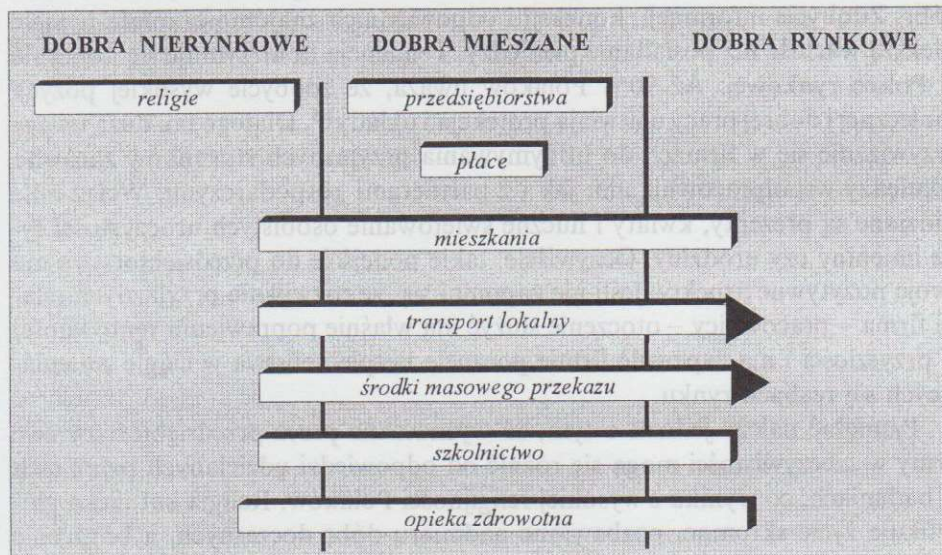 DOBRA NIERYNKOWE DOBRA MIESZANE DOBRA RYNKOWE
religie przedsiębiorstwa
płace
mieszkania
transport lokalny
środki masowego przekazu
szkolnictwo
opieka zdrowotna